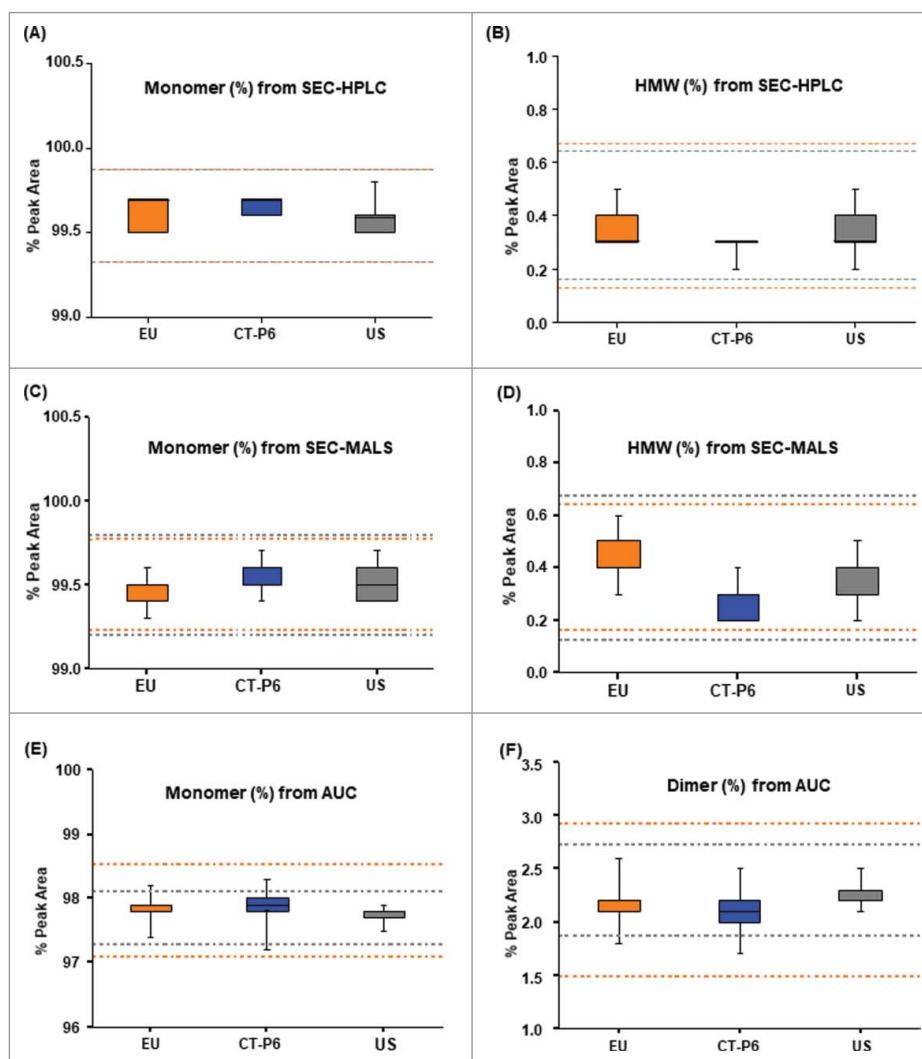 (A)
Monomer (%) from SEC-HPLC
% Peak Area
100.5
100.0
99.5
99.0
EU CT-P6 US
(B)
HMW (%) from SEC-HPLC
% Peak Area
1.0
0.8
0.6
0.4
0.2
0.0
EU CT-P6 US
(C)
Monomer (%) from SEC-MALS
% Peak Area
100.5
100.0
99.5
99.0
EU CT-P6 US
(D)
HMW (%) from SEC-MALS
% Peak Area
1.0
0.8
0.6
0.4
0.2
0.0
EU CT-P6 US
(E)
Monomer (%) from AUC
% Peak Area
100
99
98
97
96
EU CT-P6 US
(F)
Dimer (%) from AUC
% Peak Area
3.5
3.0
2.5
2.0
1.5
1.0
EU CT-P6 US